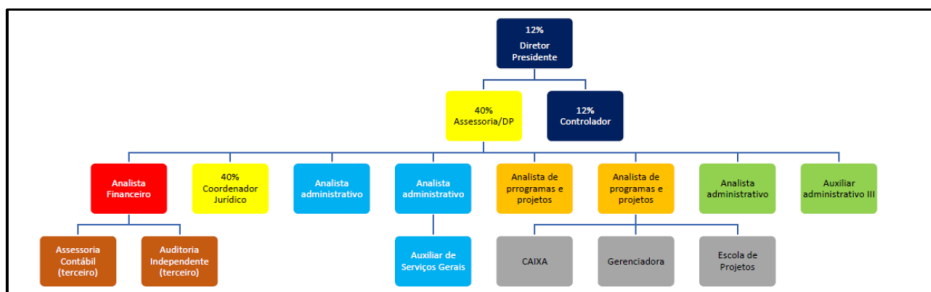 12%
Diretor
Presidente
40%
Assessoria/DP
12%
Controlador
Analista
Financeiro
40%
Coordenador
Jurídico
Analista
administrativo
Analista
administrativo
Analista de
prrogramas e
projetos
Analista de
programas e
projetos
Analista
administrativo
Auxiliar
administrativo III
Assessoria
Contábil
(terceiro)
Auditoria
Independente
(terceiro)
Auxiliar de
Serviços Gerais
CAIXA
Gerenciadora
Escola de
Projetos